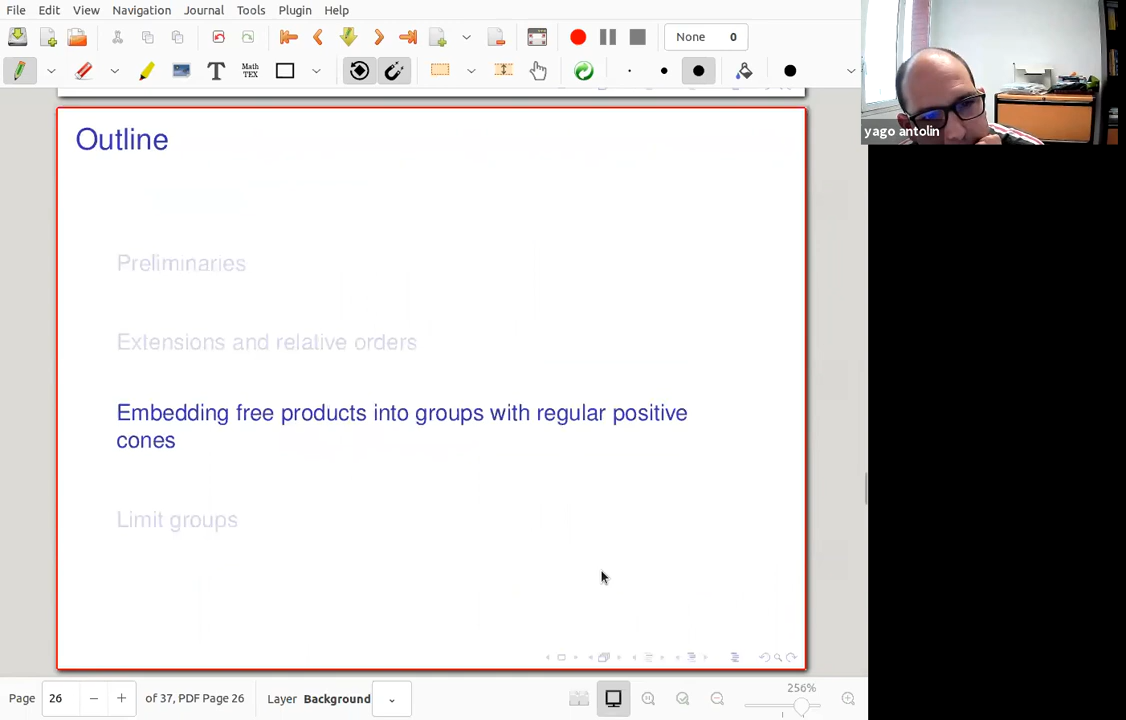 File Edit View Navigation Journal Tools Plugin Help
None 0
T MATH TEX
yago antolin
Outline
Preliminaries
Extensions and relative orders
Embedding free products into groups with regular positive
cones
Limit groups
Page 26 of 37, PDF Page 26 Layer Background 256%